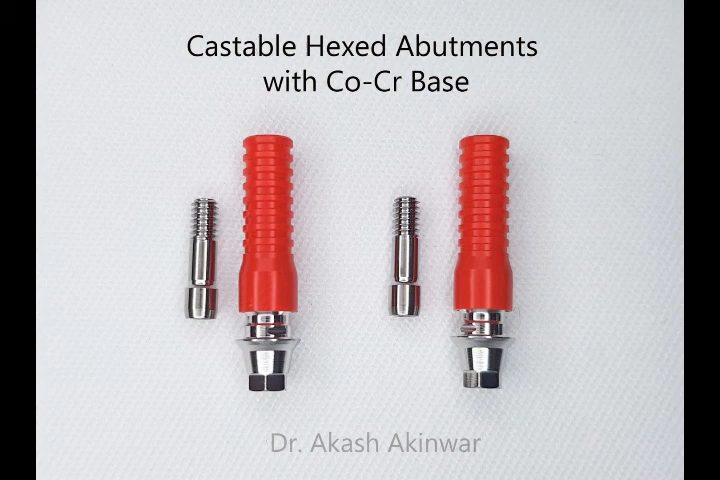 Castable Hexed Abutments
with Co-Cr Base
Dr. Akash Akinwar